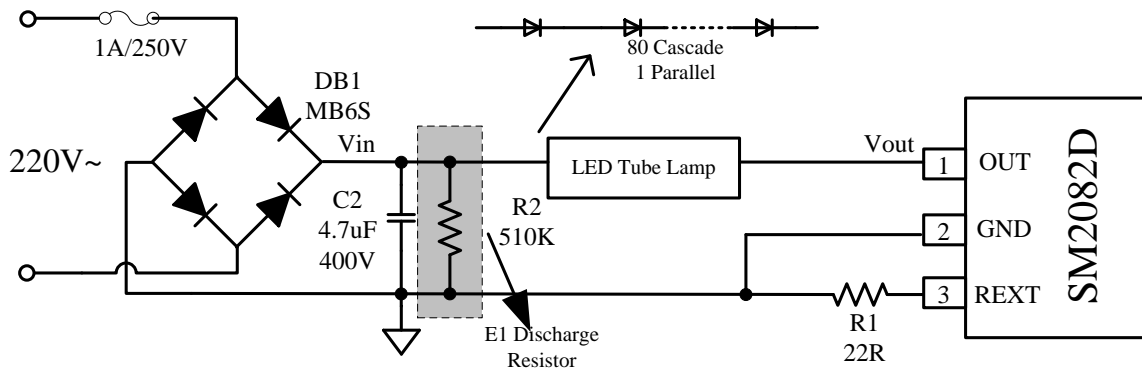 1A/250V
80 Cascade
1 Parallel
DB1
MB6S
Vin
Vout
220V~
LED Tube Lamp
1
OUT
C2
4.7uF
400V
R2
510K
2
GND
3
REXT
SM2082D
E1 Discharge
Resistor
R1
22R